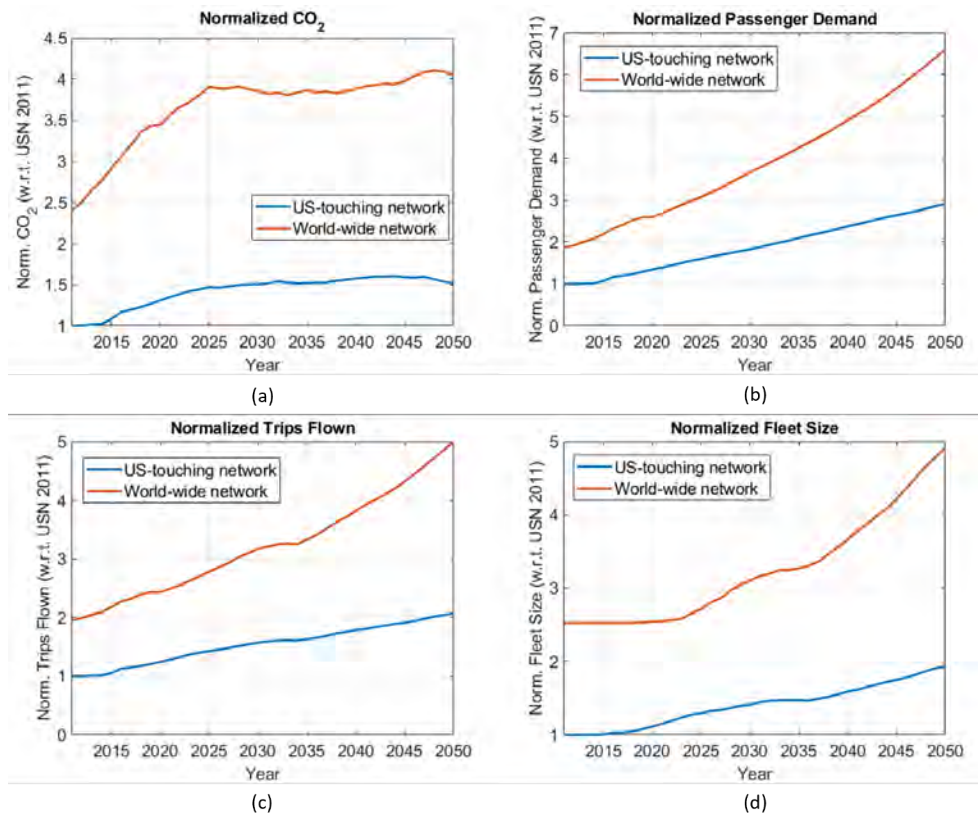 Normalized CO2
Norm. CO2 (w.r.t. USN 2011)
4.5
4
3.5
3
2.5
2
1.5
1
US-touching network
World-wide network
2015 2020 2025 2030 2035 2040 2045 2050
Year
(a)
Normalized Passenger Demand
Norm. Passenger Demand (w.r.t. USN 2011)
7
6
5
4
3
2
1
0
US-touching network
World-wide network
2015 2020 2025 2030 2035 2040 2045 2050
Year
(b)
Normalized Trips Flown
Norm. Trips Flown (w.r.t. USN 2011)
5
4
3
2
1
0
US-touching network
World-wide network
2015 2020 2025 2030 2035 2040 2045 2050
Year
(c)
Normalized Fleet Size
Norm. Fleet Size (w.r.t. USN 2011)
5
4
3
2
1
US-touching network
World-wide network
2015 2020 2025 2030 2035 2040 2045 2050
Year
(d)